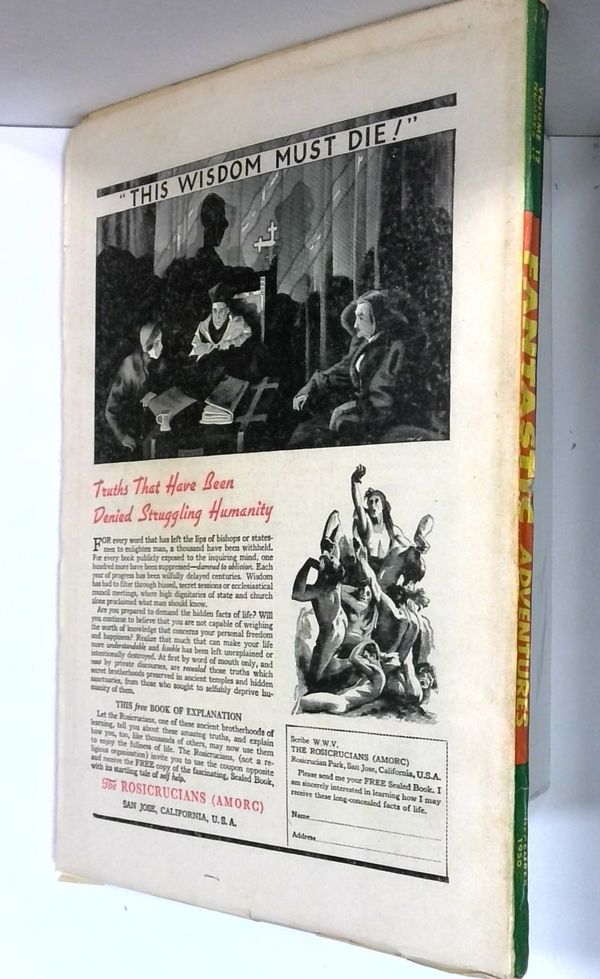 "THIS WISDOM MUST DIE!"
Truths That Have Been
Denied Struggling Humanity
FOR every word that has left the lips of bishops or states-
men to enlighten man, a thousand have been withheld.
For every book publicly exposed to the inquiring mind, one
hundred more have been suppressed—damned to oblivion. Each
year of progress has been wilfully delayed centuries. Wisdom
has had to filter through biased, secret sessions or ecclesiastical
council meetings, where high dignitaries of state and church
alone proclaimed what man should know.
Are you prepared to demand the hidden facts of life? Will
you continue to believe that you are not capable of weighing
the worth of knowledge that concerns your personal freedom
and happiness? Realize that much that can make your life
more understandable and livable has been left unexplained or
intentionally destroyed. At first by word of mouth only, and
now by private discourses, are revealed those truths which
secret brotherhoods preserved in ancient temples and hidden
sanctuaries, from those who sought to selfishly deprive hu-
manity of them.
THIS free BOOK OF EXPLANATION
Let the Rosicrucians, one of these ancient brotherhoods of
learning, tell you about these amazing truths, and explain
how you, too, like thousands of others, may now use them
to enjoy the fullness of life. The Rosicrucians, (not a re-
ligious organization) invite you to use the coupon opposite
and receive the FREE copy of the fascinating, Sealed Book,
with its startling tale of self help.
The ROSICRUCIANS (AMORC)
SAN JOSE, CALIFORNIA, U.S.A.
Scribe W.W.V.
THE ROSICRUCIANS (AMORC)
Rosicrucian Park, San Jose, California, U.S.A.
Please send me your FREE Sealed Book. I
am sincerely interested in learning how I may
receive these long-concealed facts of life.
Name
Address
VOLUME 12
NUMBER
FANTASTIC ADVENTURES
DECEMBER
1950